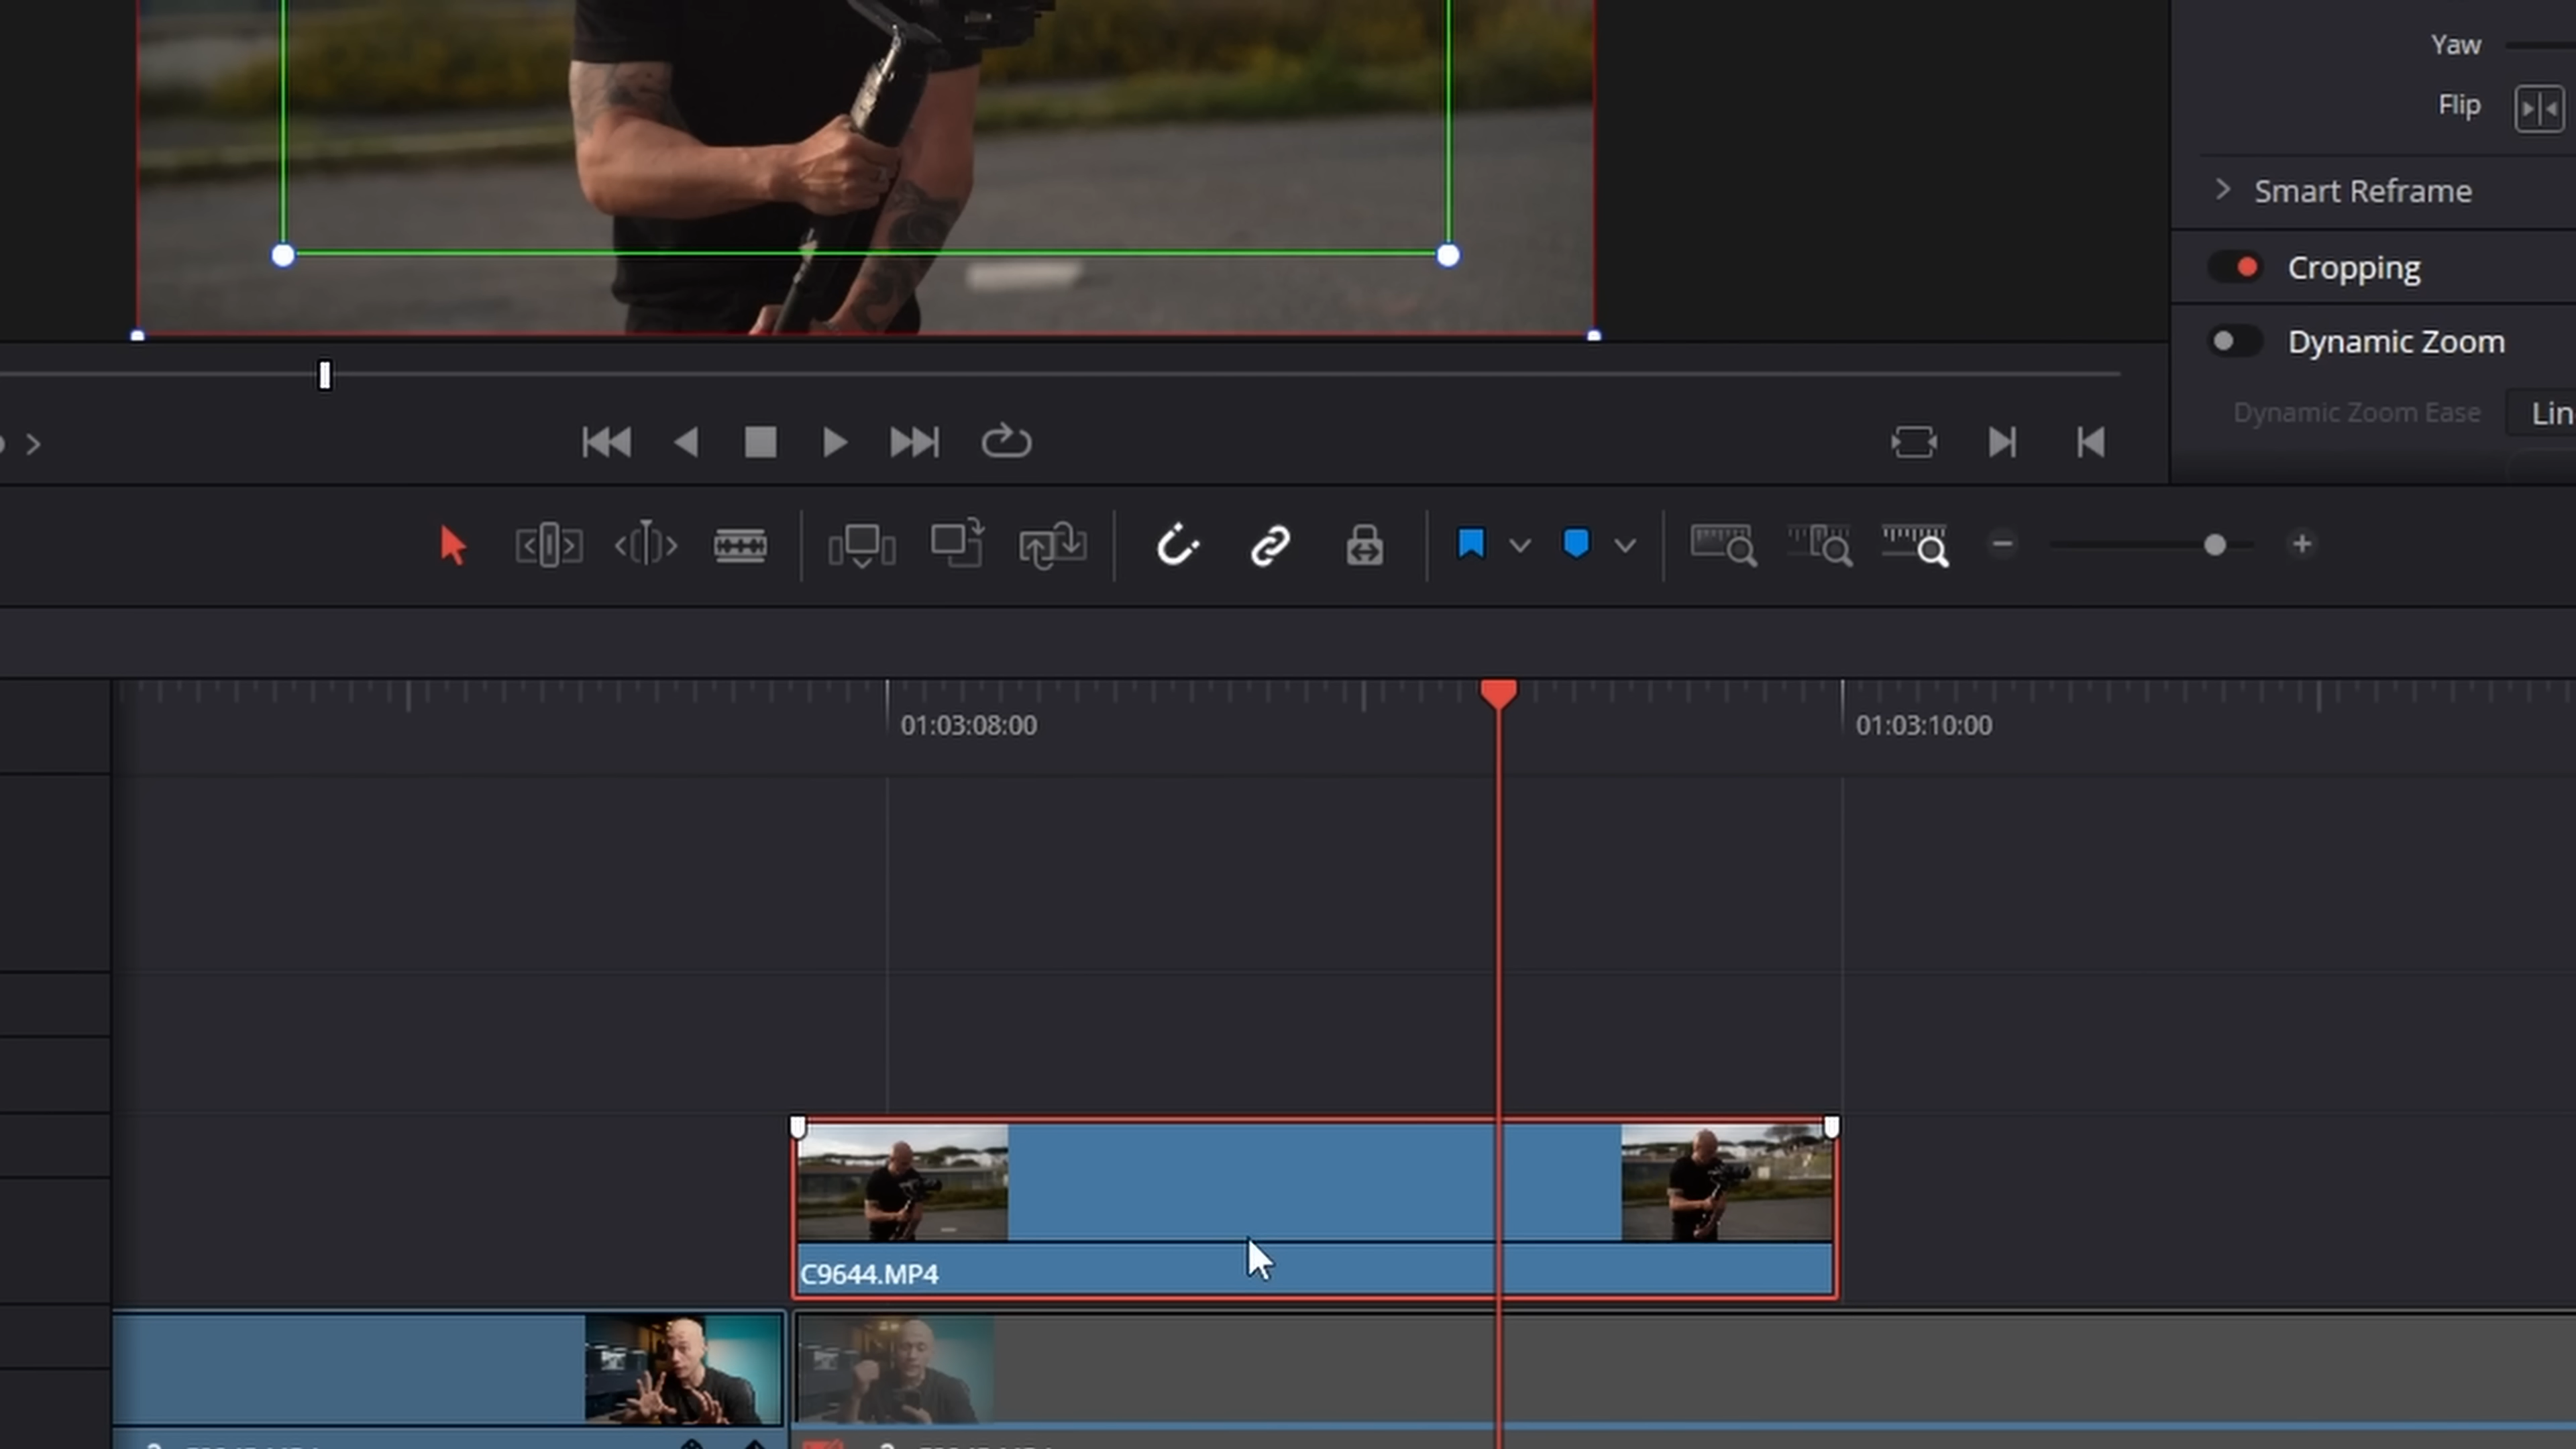 Yaw
Flip
Smart Reframe
Cropping
Dynamic Zoom
Dynamic Zoom Ease
Lin
01:03:08:00
01:03:10:00
C9644.MP4